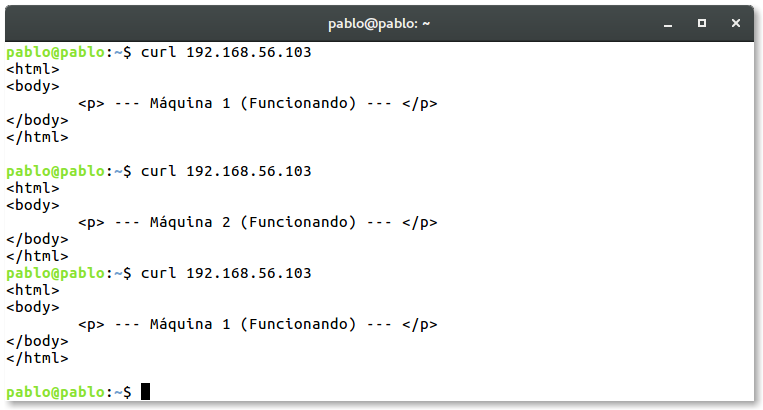 pablo@pablo: ~
pablo@pablo:~$ curl 192.168.56.103
<html>
<body>
        <p> --- Máquina 1 (Funcionando) --- </p>
</body>
</html>

pablo@pablo:~$ curl 192.168.56.103
<html>
<body>
        <p> --- Máquina 2 (Funcionando) --- </p>
</body>
</html>
pablo@pablo:~$ curl 192.168.56.103
<html>
<body>
        <p> --- Máquina 1 (Funcionando) --- </p>
</body>
</html>

pablo@pablo:~$